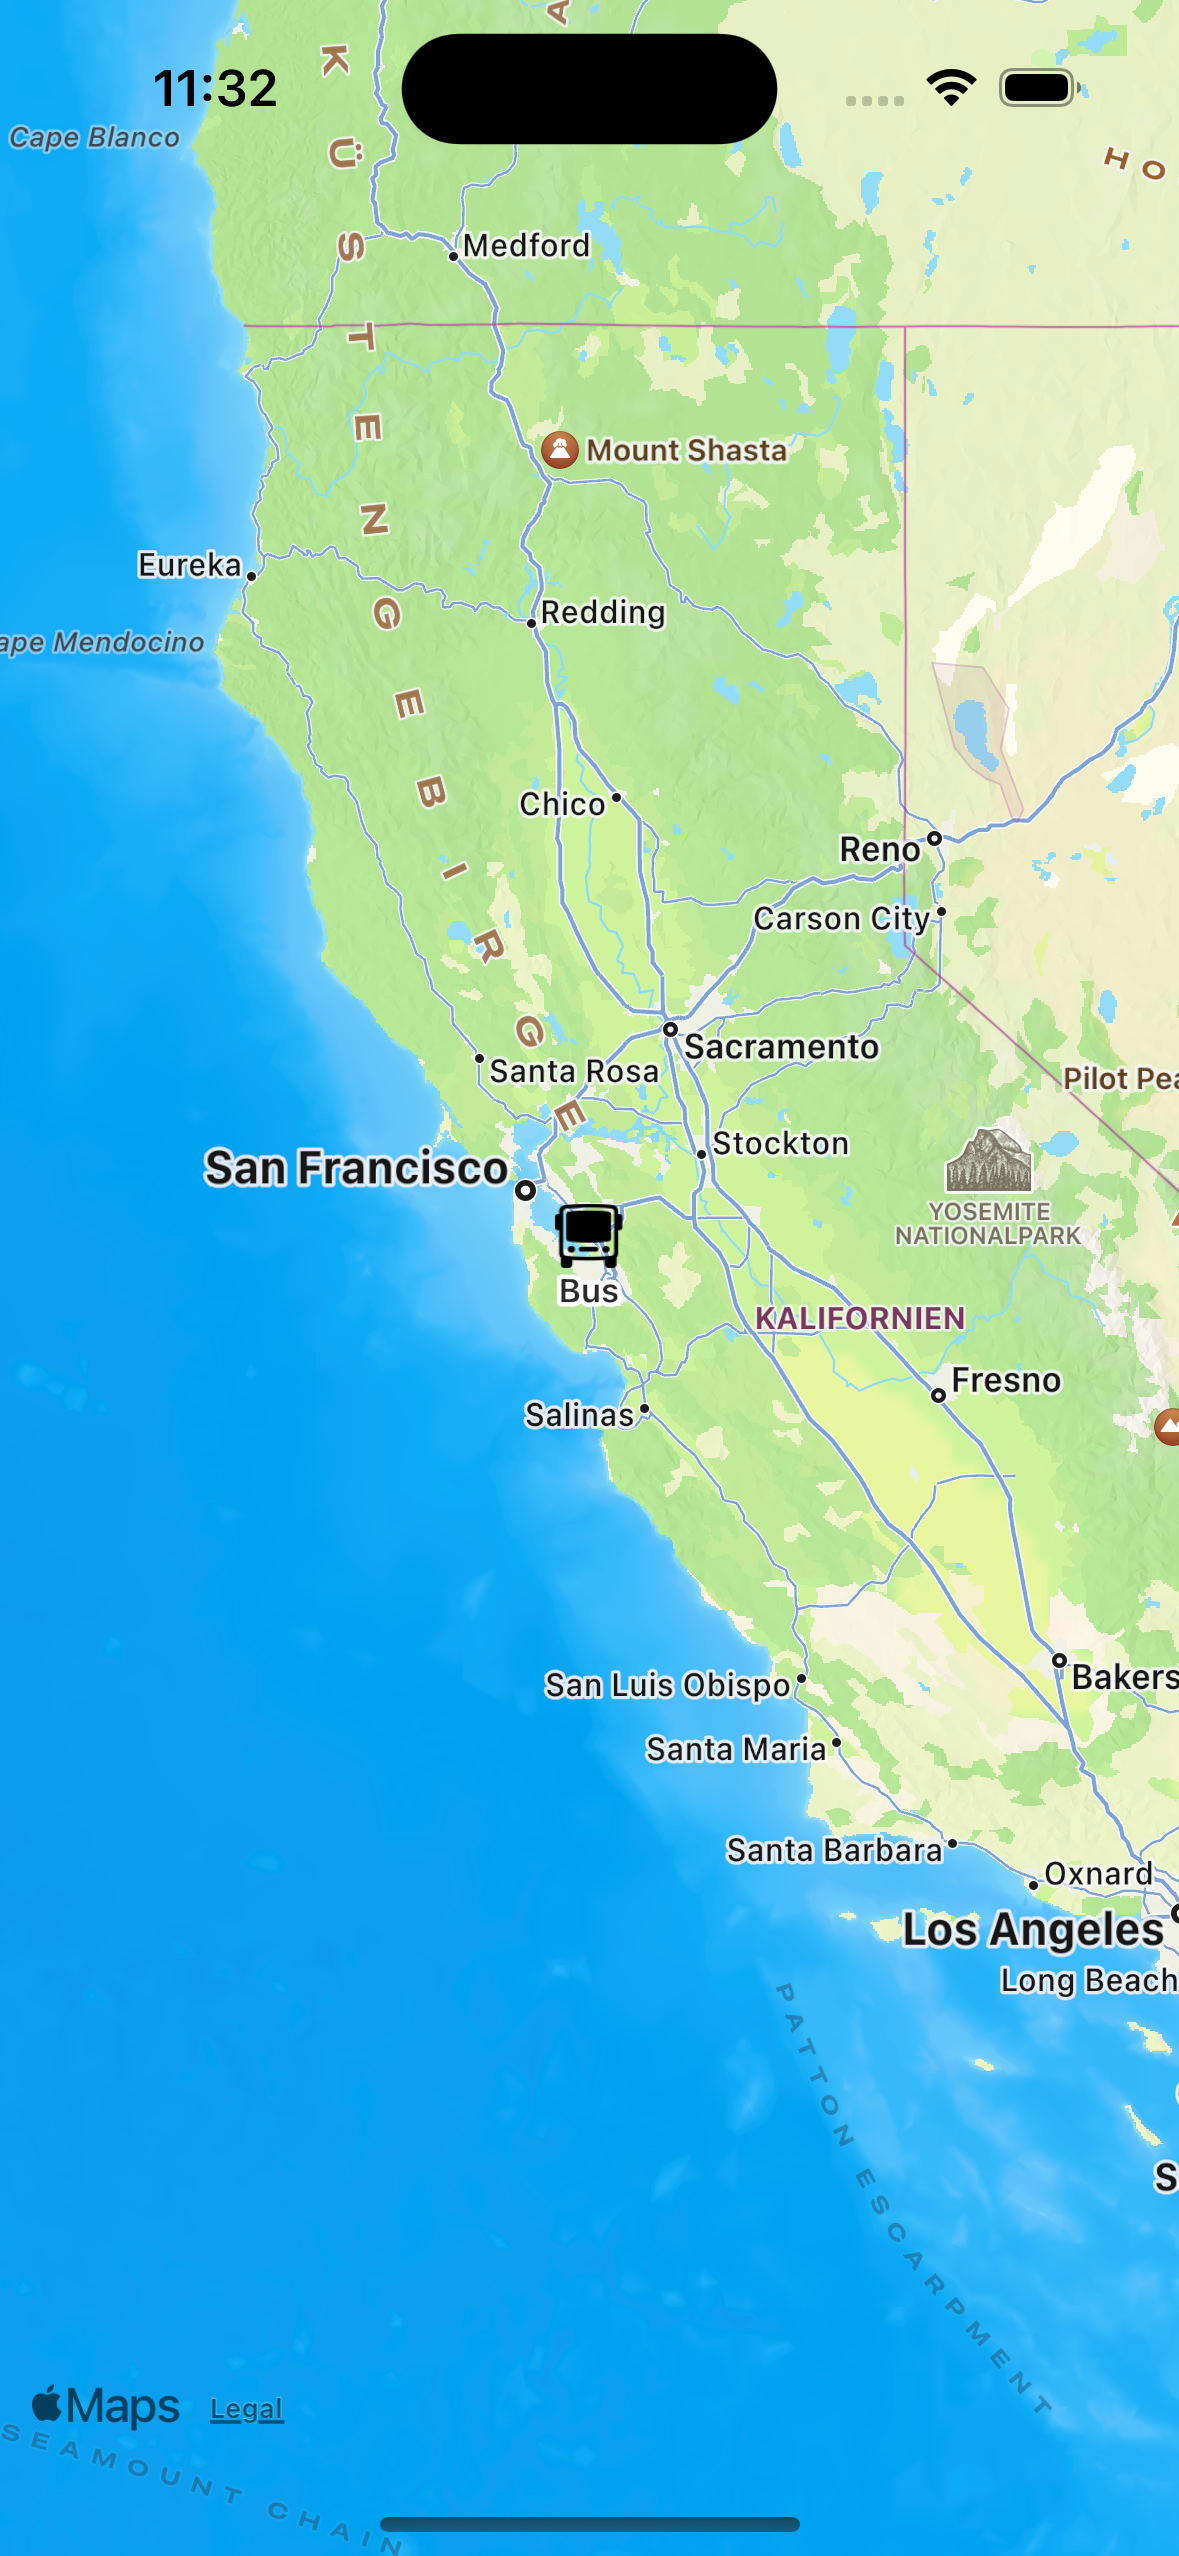 11:32
Cape Blanco
HO
Medford
KÜSTENGEBIRGE
Mount Shasta
Eureka
Redding
ape Mendocino
Chico
Reno
Carson City
Sacramento
Santa Rosa
Pilot Pea
Stockton
San Francisco
YOSEMITE
NATIONALPARK
Bus
KALIFORNIEN
Fresno
Salinas
Bakers
San Luis Obispo
Santa Maria
Santa Barbara
Oxnard
Los Angeles
Long Beach
PATTON ESCARPMENT
S
Maps
Legal
SEAMOUNT CHAIN